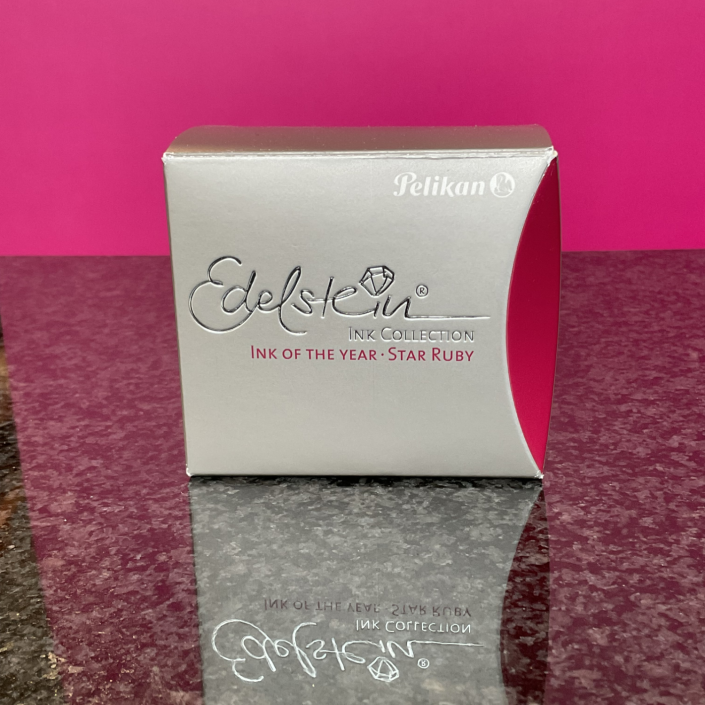 Pelikan
Edelstein®
INK COLLECTION
INK OF THE YEAR · STAR RUBY